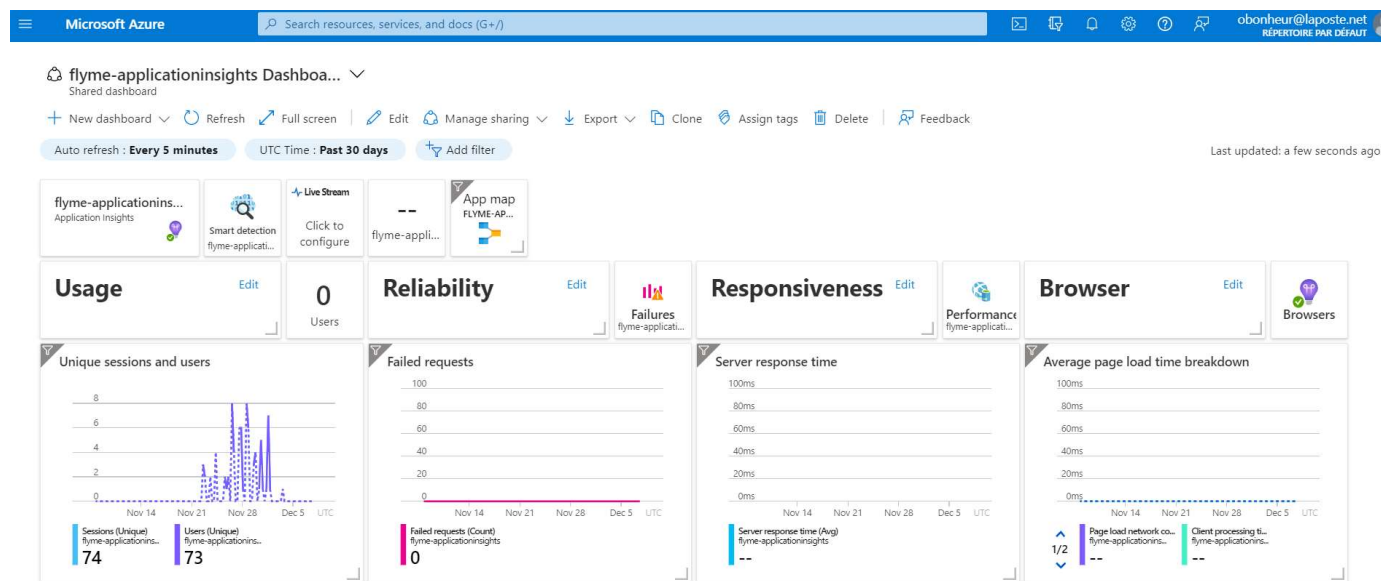 Microsoft Azure
Search resources, services, and docs (G+/)
obonheur@laposte.net
RÉPERTOIRE PAR DÉFAUT
flyme-applicationinsights Dashboa...
Shared dashboard
New dashboard
Refresh
Full screen
Edit
Manage sharing
Export
Clone
Assign tags
Delete
Feedback
Auto refresh : Every 5 minutes
UTC Time : Past 30 days
Add filter
Last updated: a few seconds ago
flyme-applicationins...
Application Insights
Smart detection
flyme-applicati...
Live Stream
Click to
configure
--
flyme-appli...
App map
FLYME-AP...
Usage
Edit
0
Users
Reliability
Edit
Failures
flyme-applicati...
Responsiveness
Edit
Performance
flyme-applicati...
Browser
Edit
Browsers
Unique sessions and users
8
6
4
2
0
Nov 14
Nov 21
Nov 28
Dec 5
UTC
Sessions (Unique)
flyme-applicationins...
74
Users (Unique)
flyme-applicationins...
73
Failed requests
100
80
60
40
20
0
Nov 14
Nov 21
Nov 28
Dec 5
UTC
Failed requests (Count)
flyme-applicationinsights
0
Server response time
100ms
80ms
60ms
40ms
20ms
0ms
Nov 14
Nov 21
Nov 28
Dec 5
UTC
Server response time (Avg)
flyme-applicationinsights
--
Average page load time breakdown
100ms
80ms
60ms
40ms
20ms
0ms
Nov 14
Nov 21
Nov 28
Dec 5
UTC
1/2
Page load network co...
flyme-applicationins...
--
Client processing ti...
flyme-applicationins...
--